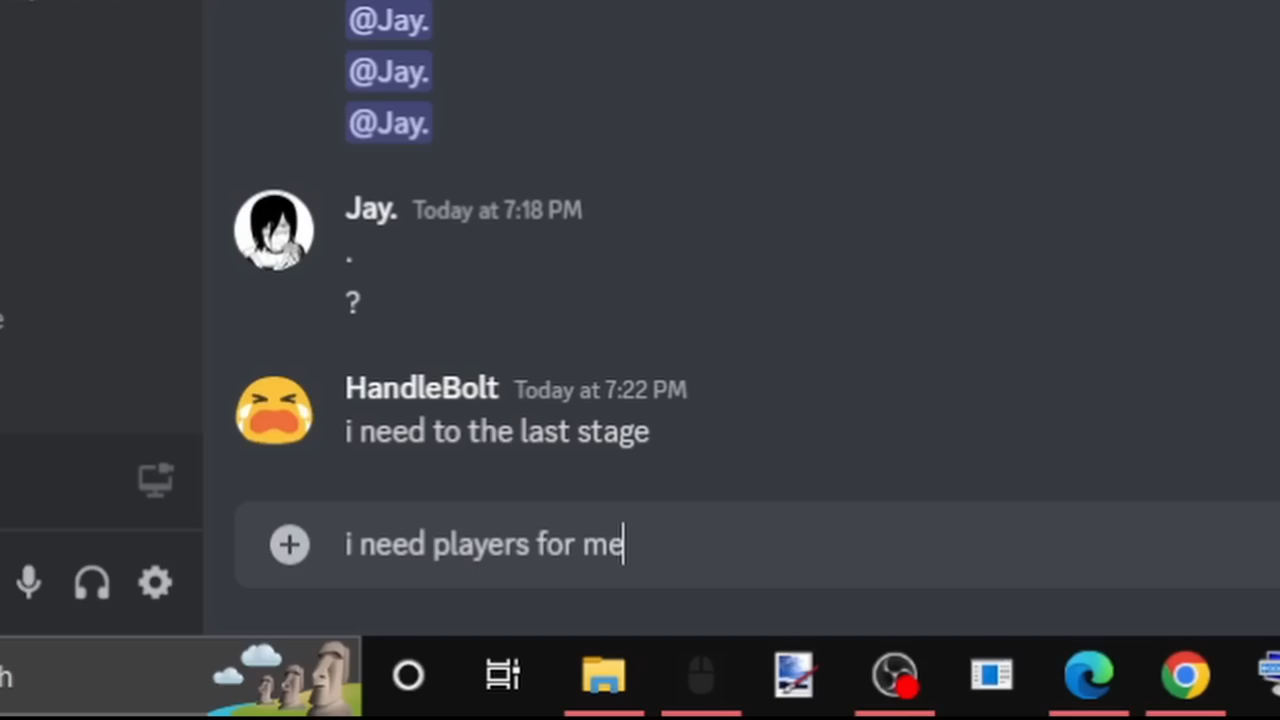 @Jay.
@Jay.
@Jay.
Jay. Today at 7:18 PM
.
?
HandleBolt Today at 7:22 PM
i need to the last stage
i need players for me